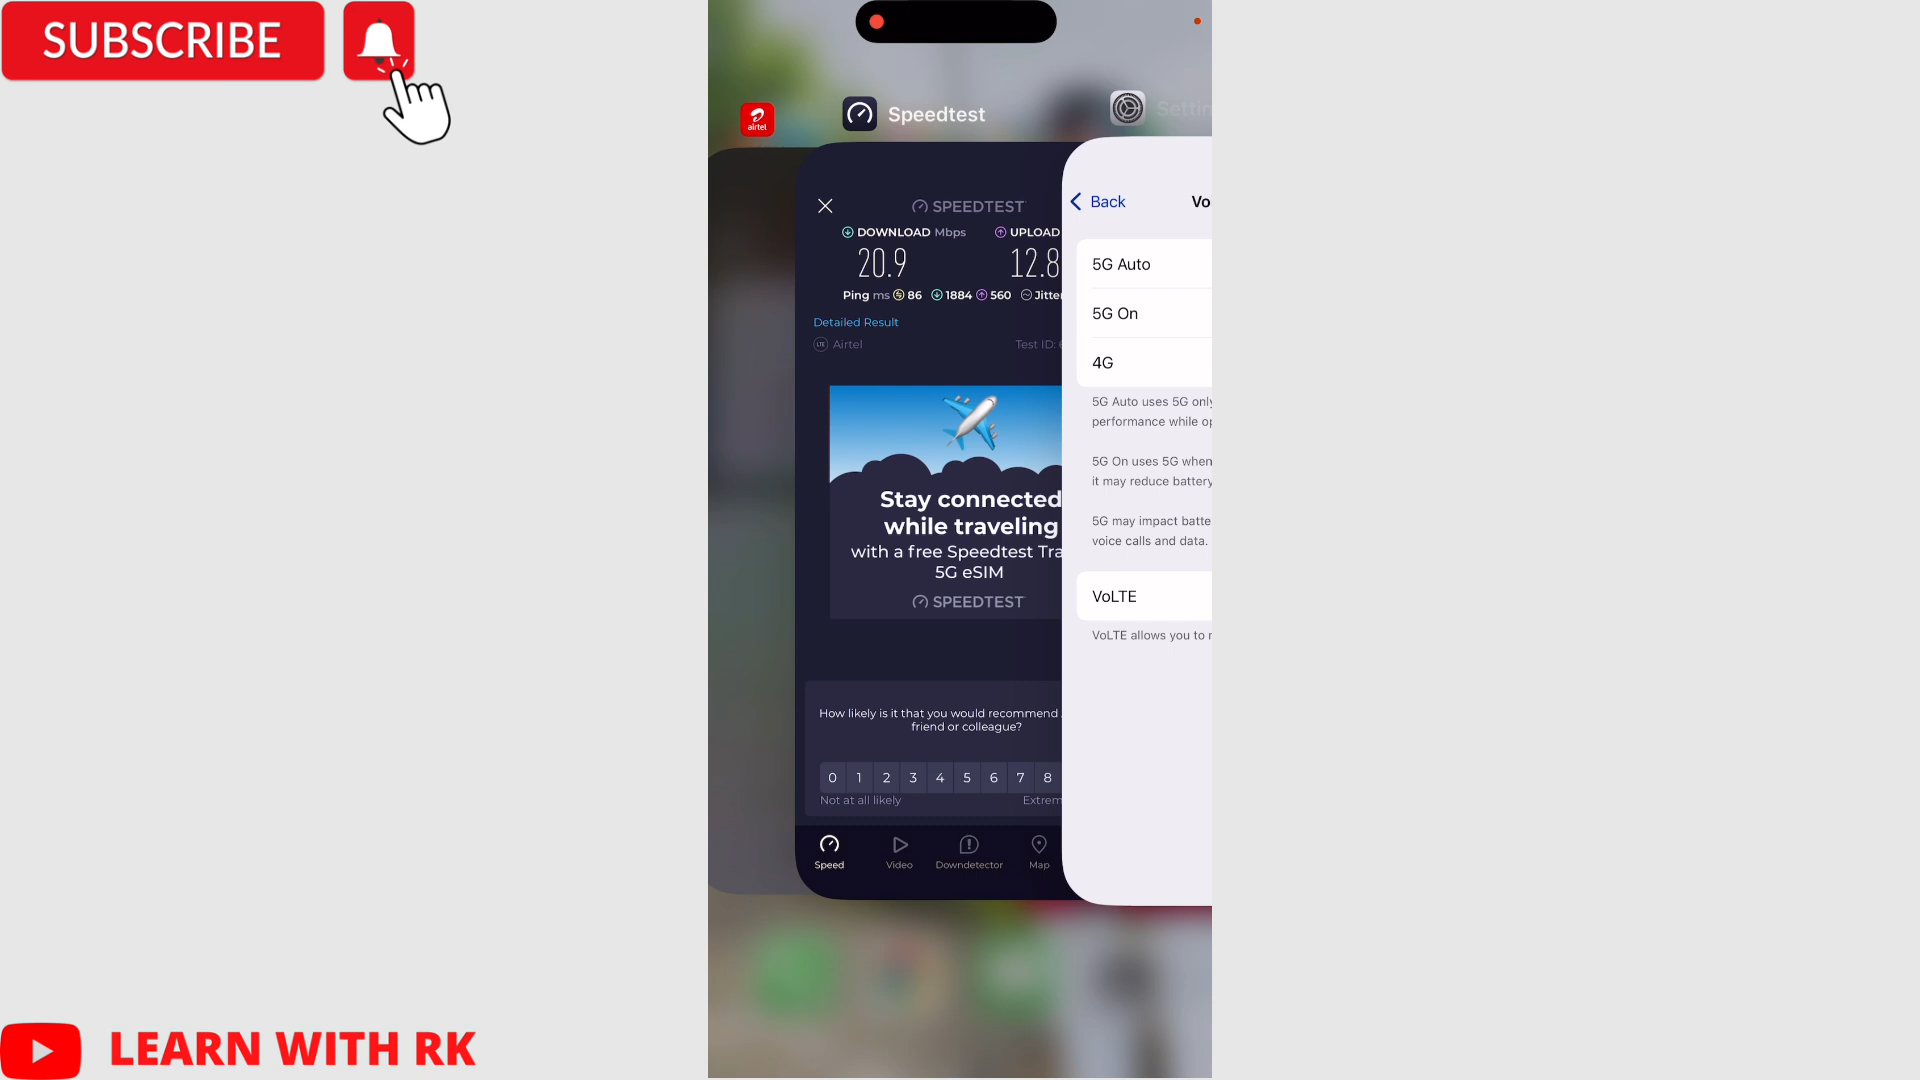 SUBSCRIBE
airtel
Speedtest
SPEEDTEST
DOWNLOAD Mbps
UPLOAD
20.9
12.8
Ping ms 86 1884 560 Jitter
Detailed Result
LTE Airtel
Test ID:
Stay connected
while traveling
with a free Speedtest Tra
5G eSIM
SPEEDTEST
How likely is it that you would recommend
friend or colleague?
0 1 2 3 4 5 6 7 8
Not at all likely
Extrem
Speed
Video
Downdetector
Map
Settin
Back
Vo
5G Auto
5G On
4G
5G Auto uses 5G only
performance while op
5G On uses 5G when
it may reduce battery
5G may impact batte
voice calls and data.
VoLTE
VoLTE allows you to
LEARN WITH RK